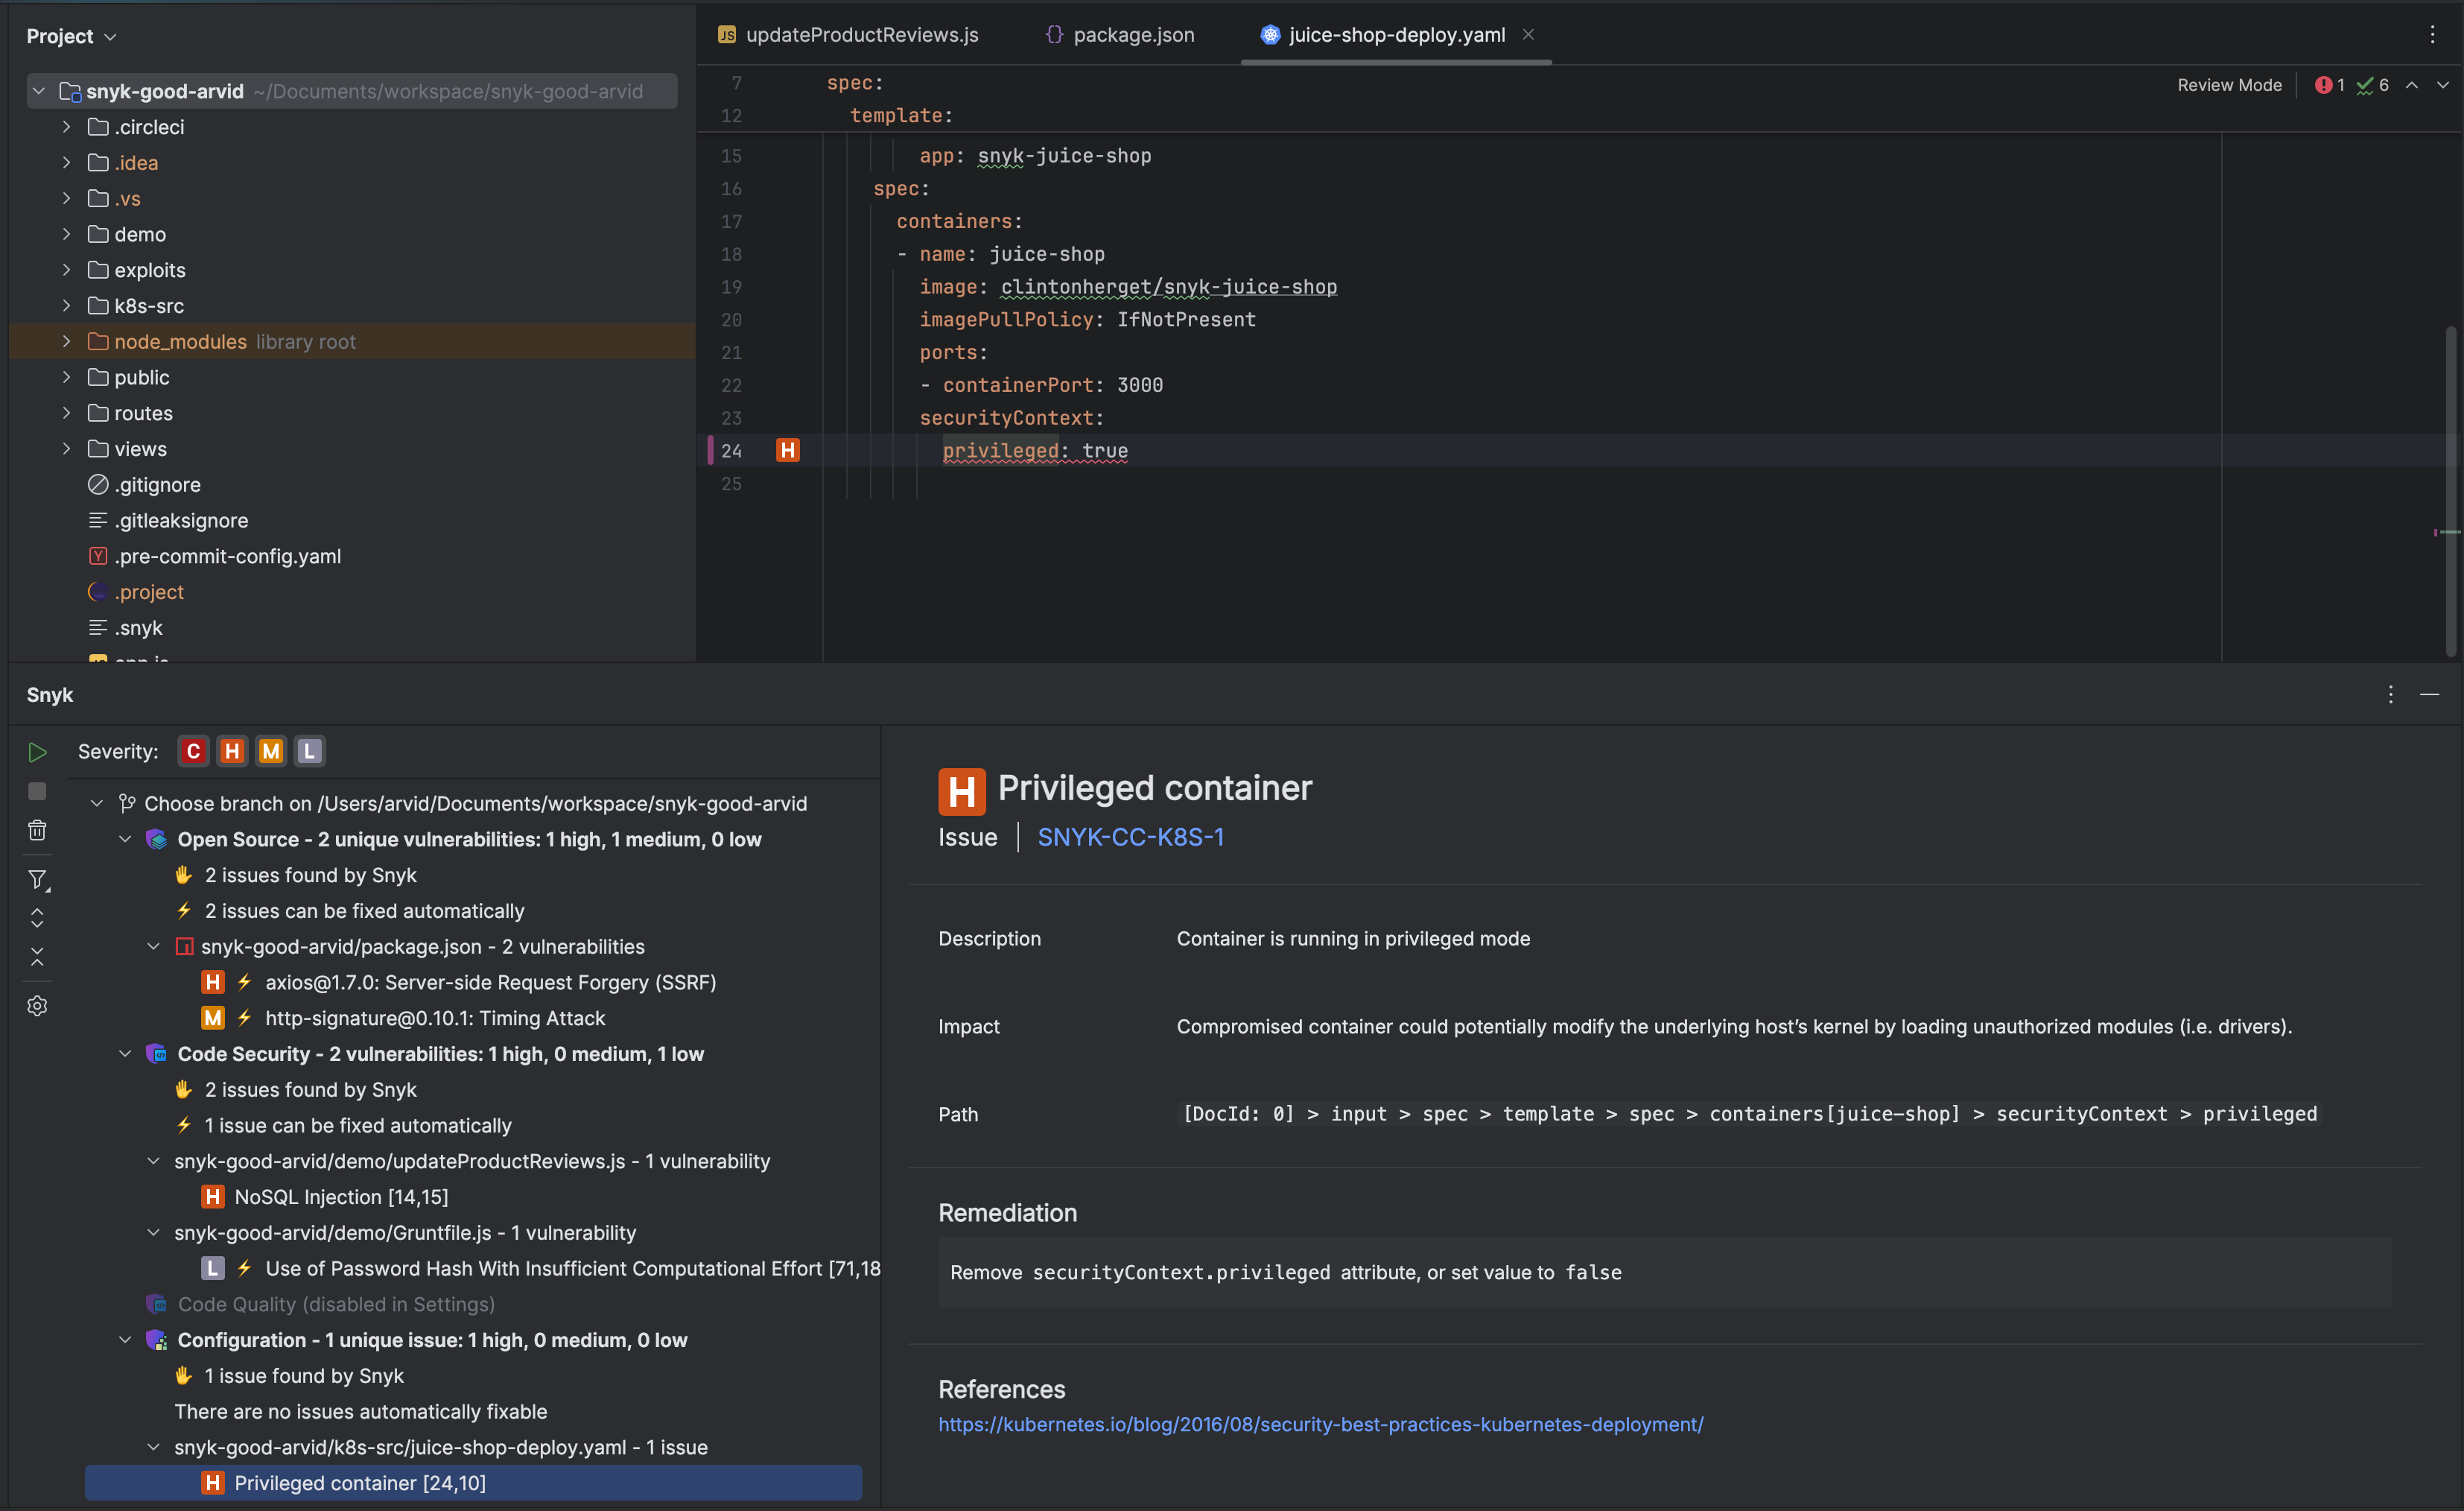 Project
snyk-good-arvid ~/Documents/workspace/snyk-good-arvid
.circleci
.idea
.vs
demo
exploits
k8s-src
node_modules library root
public
routes
views
.gitignore
.gitleaksignore
.pre-commit-config.yaml
.project
.snyk
updateProductReviews.js package.json juice-shop-deploy.yaml
Review Mode 1 6
7 spec:
12 template:
15 app: snyk-juice-shop
16 spec:
17 containers:
18 - name: juice-shop
19 image: clintonherget/snyk-juice-shop
20 imagePullPolicy: IfNotPresent
21 ports:
22 - containerPort: 3000
23 securityContext:
24 H privileged: true
25
Snyk
Severity: C H M L
Choose branch on /Users/arvid/Documents/workspace/snyk-good-arvid
Open Source - 2 unique vulnerabilities: 1 high, 1 medium, 0 low
2 issues found by Snyk
2 issues can be fixed automatically
snyk-good-arvid/package.json - 2 vulnerabilities
H axios@1.7.0: Server-side Request Forgery (SSRF)
M http-signature@0.10.1: Timing Attack
Code Security - 2 vulnerabilities: 1 high, 0 medium, 1 low
2 issues found by Snyk
1 issue can be fixed automatically
snyk-good-arvid/demo/updateProductReviews.js - 1 vulnerability
H NoSQL Injection [14,15]
snyk-good-arvid/demo/Gruntfile.js - 1 vulnerability
L Use of Password Hash With Insufficient Computational Effort [71,18
Code Quality (disabled in Settings)
Configuration - 1 unique issue: 1 high, 0 medium, 0 low
1 issue found by Snyk
There are no issues automatically fixable
snyk-good-arvid/k8s-src/juice-shop-deploy.yaml - 1 issue
H Privileged container [24,10]
H Privileged container
Issue SNYK-CC-K8S-1
Description Container is running in privileged mode
Impact Compromised container could potentially modify the underlying host’s kernel by loading unauthorized modules (i.e. drivers).
Path [DocId: 0] > input > spec > template > spec > containers[juice-shop] > securityContext > privileged
Remediation
Remove securityContext.privileged attribute, or set value to false
References
https://kubernetes.io/blog/2016/08/security-best-practices-kubernetes-deployment/